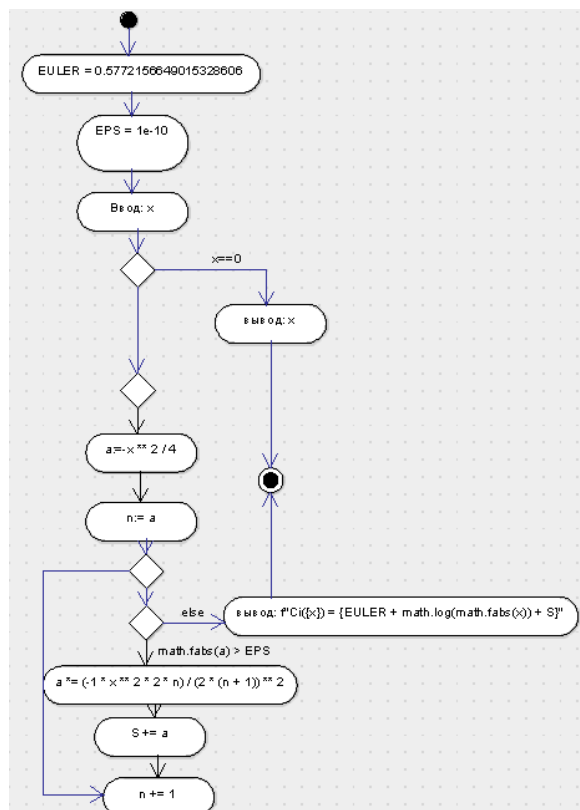 EULER = 0.5772156649015328606
EPS = 1e-10
Ввод: x
x==0
вывод: x
a:=-x ** 2 / 4
n:= a
else
вывод: f"Ci({x}) = {EULER + math.log(math.fabs(x)) + S}"
math.fabs(a) > EPS
a *= (-1 * x ** 2 * 2 * n) / (2 * (n + 1)) ** 2
S += a
n += 1